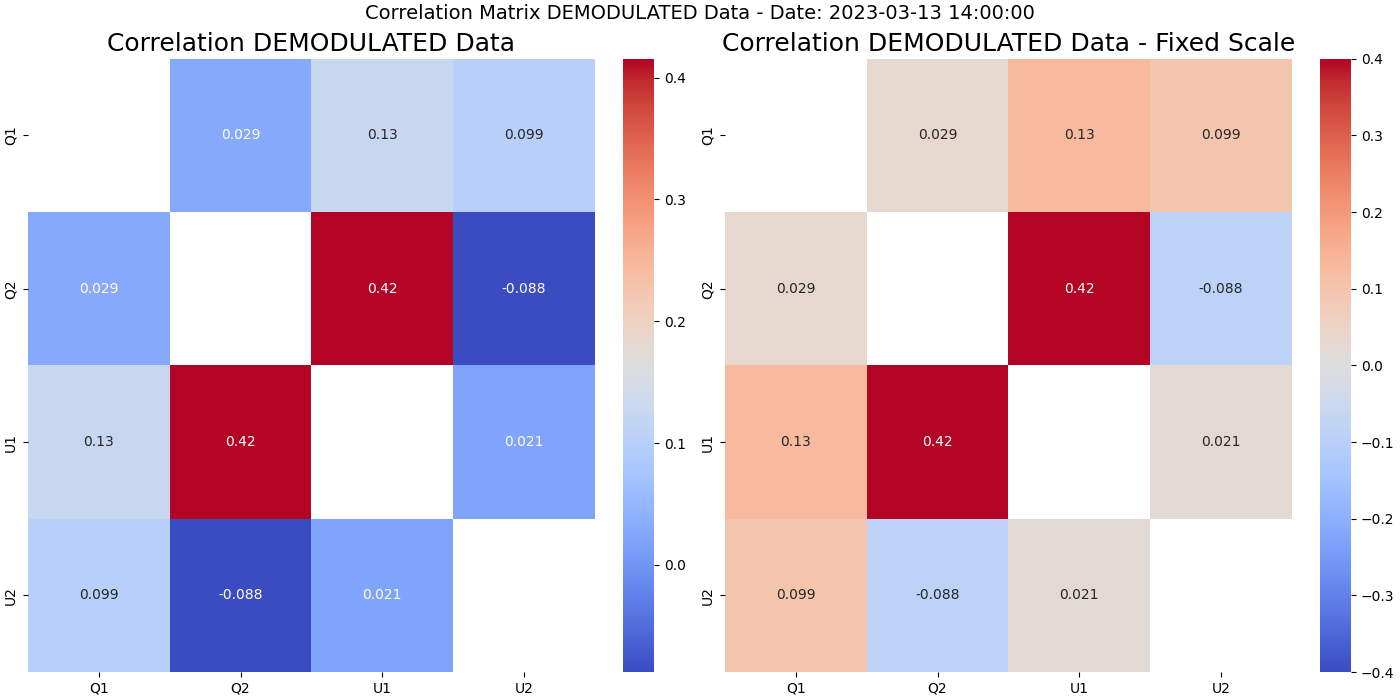 Correlation Matrix DEMODULATED Data - Date: 2023-03-13 14:00:00
Correlation DEMODULATED Data
Q1
0.029 0.13 0.099
Q2
0.029 0.42 -0.088
U1
0.13 0.42 0.021
U2
0.099 -0.088 0.021
Q1 Q2 U1 U2
0.4
0.3
0.2
0.1
0.0
Correlation DEMODULATED Data - Fixed Scale
Q1
0.029 0.13 0.099
Q2
0.029 0.42 -0.088
U1
0.13 0.42 0.021
U2
0.099 -0.088 0.021
Q1 Q2 U1 U2
0.4
0.3
0.2
0.1
0.0
−0.1
−0.2
−0.3
−0.4